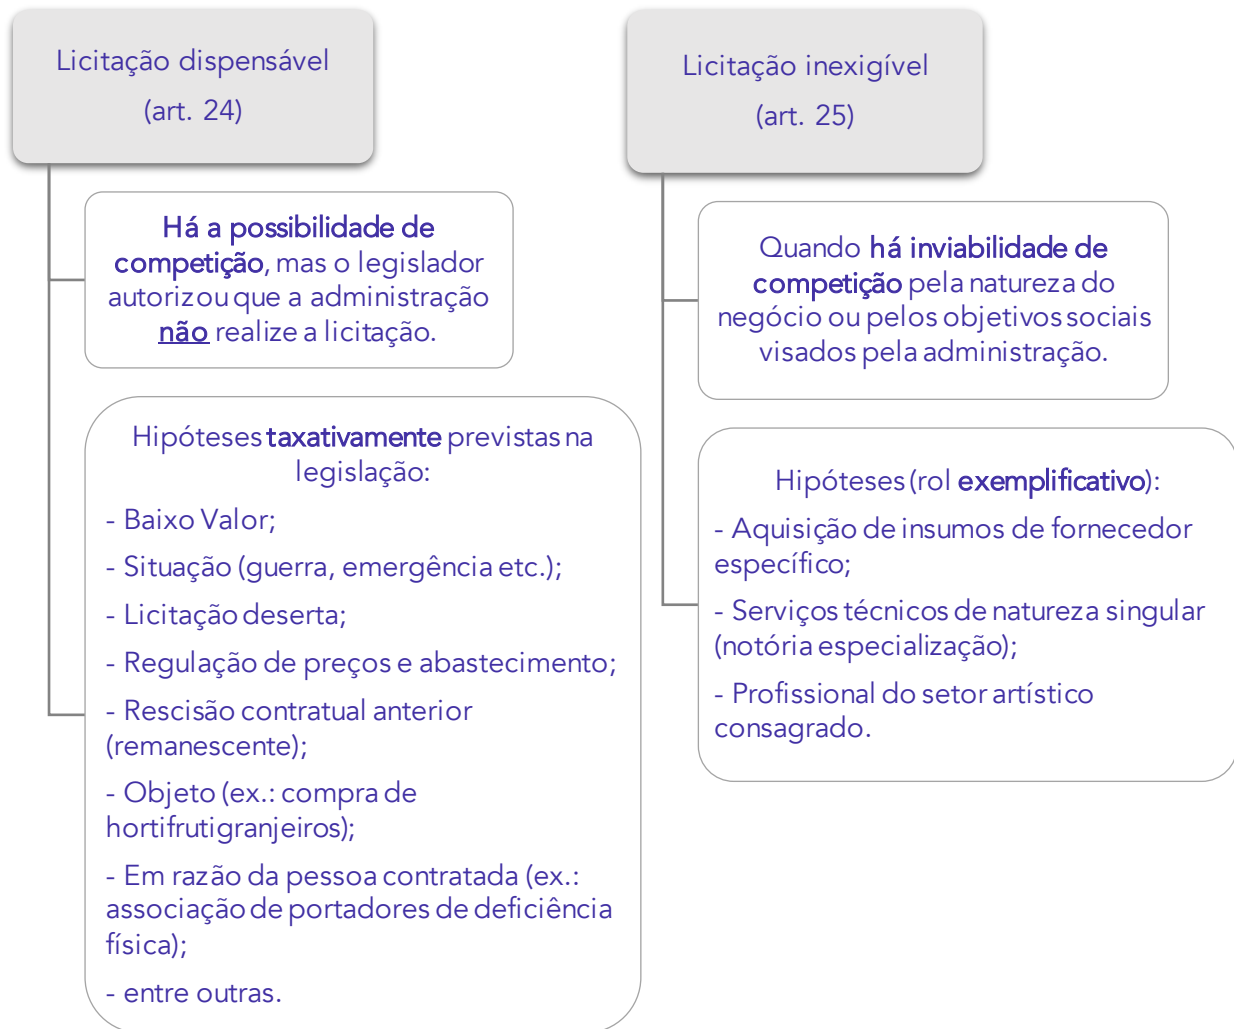 Licitação dispensável
(art. 24)
Há a possibilidade de
competição, mas o legislador
autorizou que a administração
não realize a licitação.
Hipóteses taxativamente previstas na
legislação:
- Baixo Valor;
- Situação (guerra, emergência etc.);
- Licitação deserta;
- Regulação de preços e abastecimento;
- Rescisão contratual anterior
(remanescente);
- Objeto (ex.: compra de
hortifrutigranjeiros);
- Em razão da pessoa contratada (ex.:
associação de portadores de deficiência
física);
- entre outras.
Licitação inexigível
(art. 25)
Quando há inviabilidade de
competição pela natureza do
negócio ou pelos objetivos sociais
visados pela administração.
Hipóteses (rol exemplificativo):
- Aquisição de insumos de fornecedor
específico;
- Serviços técnicos de natureza singular
(notória especialização);
- Profissional do setor artístico
consagrado.